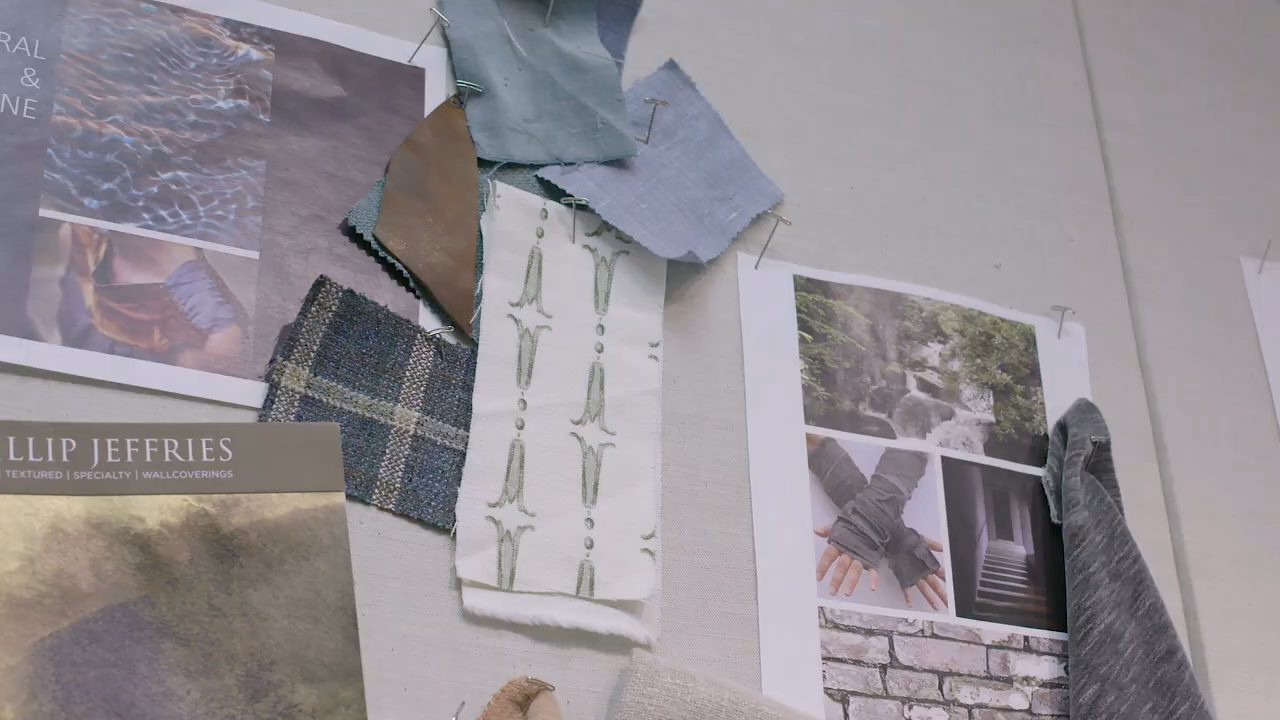 RAL
&
NE
LLIP JEFFRIES
TEXTURED | SPECIALTY | WALLCOVERINGS